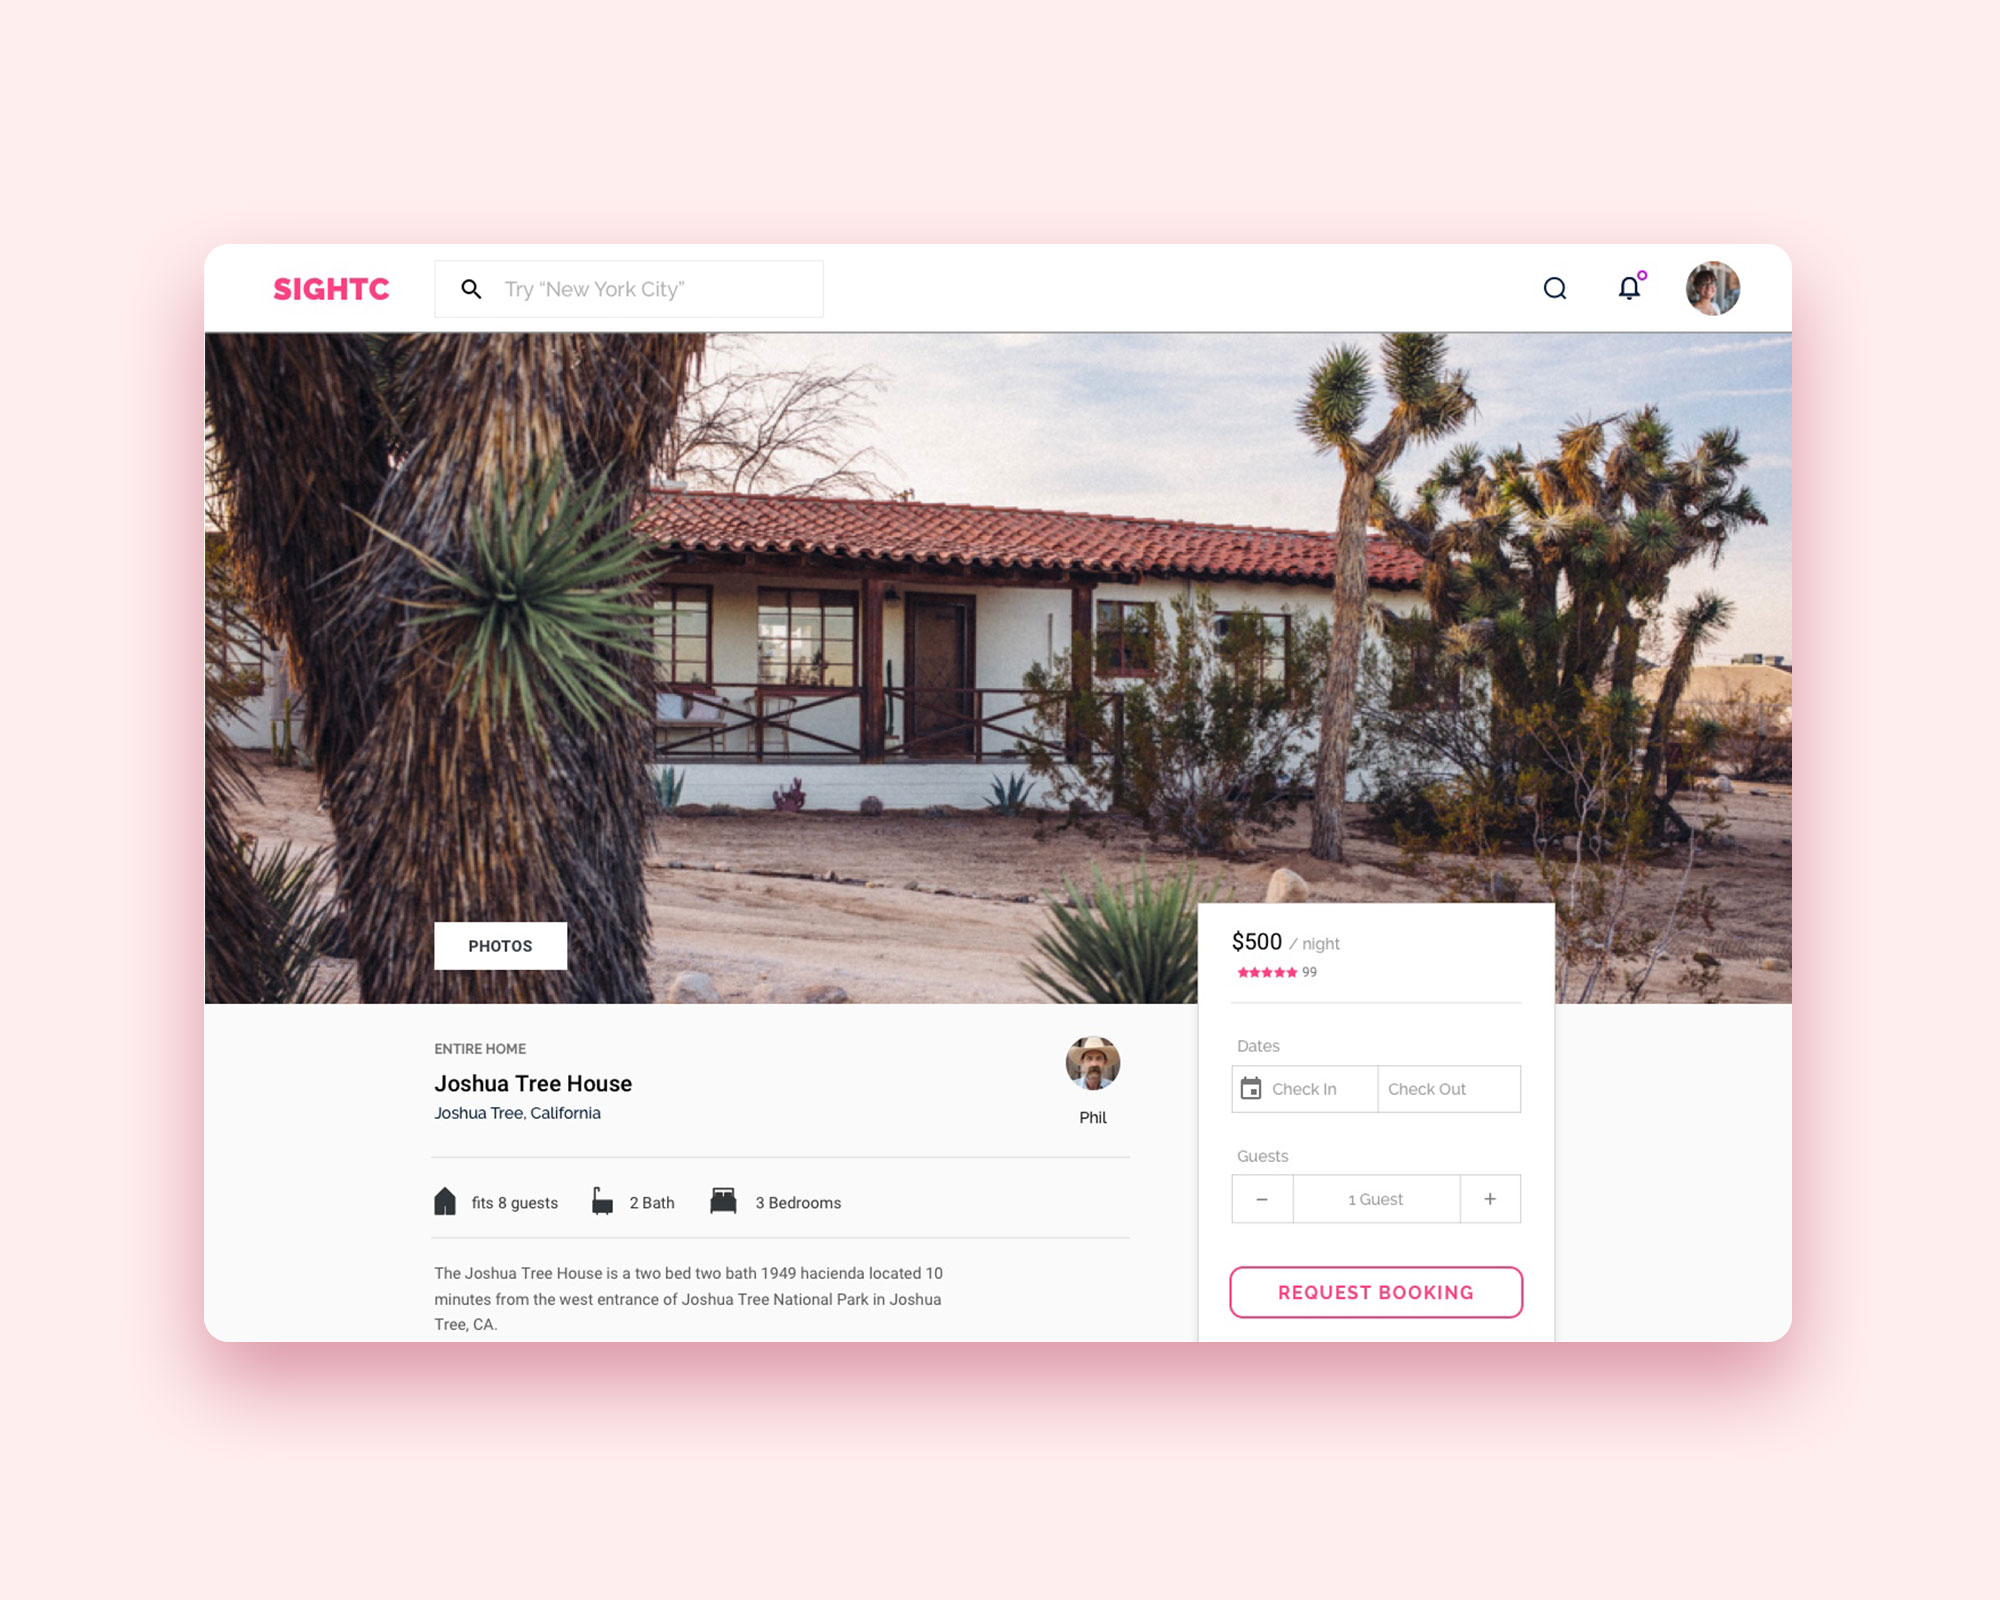 SIGHTC
Try “New York City”
PHOTOS
$500 / night
99
ENTIRE HOME
Joshua Tree House
Joshua Tree, California
Phil
Dates
Check In
Check Out
fits 8 guests
2 Bath
3 Bedrooms
Guests
− 1 Guest +
The Joshua Tree House is a two bed two bath 1949 hacienda located 10
minutes from the west entrance of Joshua Tree National Park in Joshua
Tree, CA.
REQUEST BOOKING